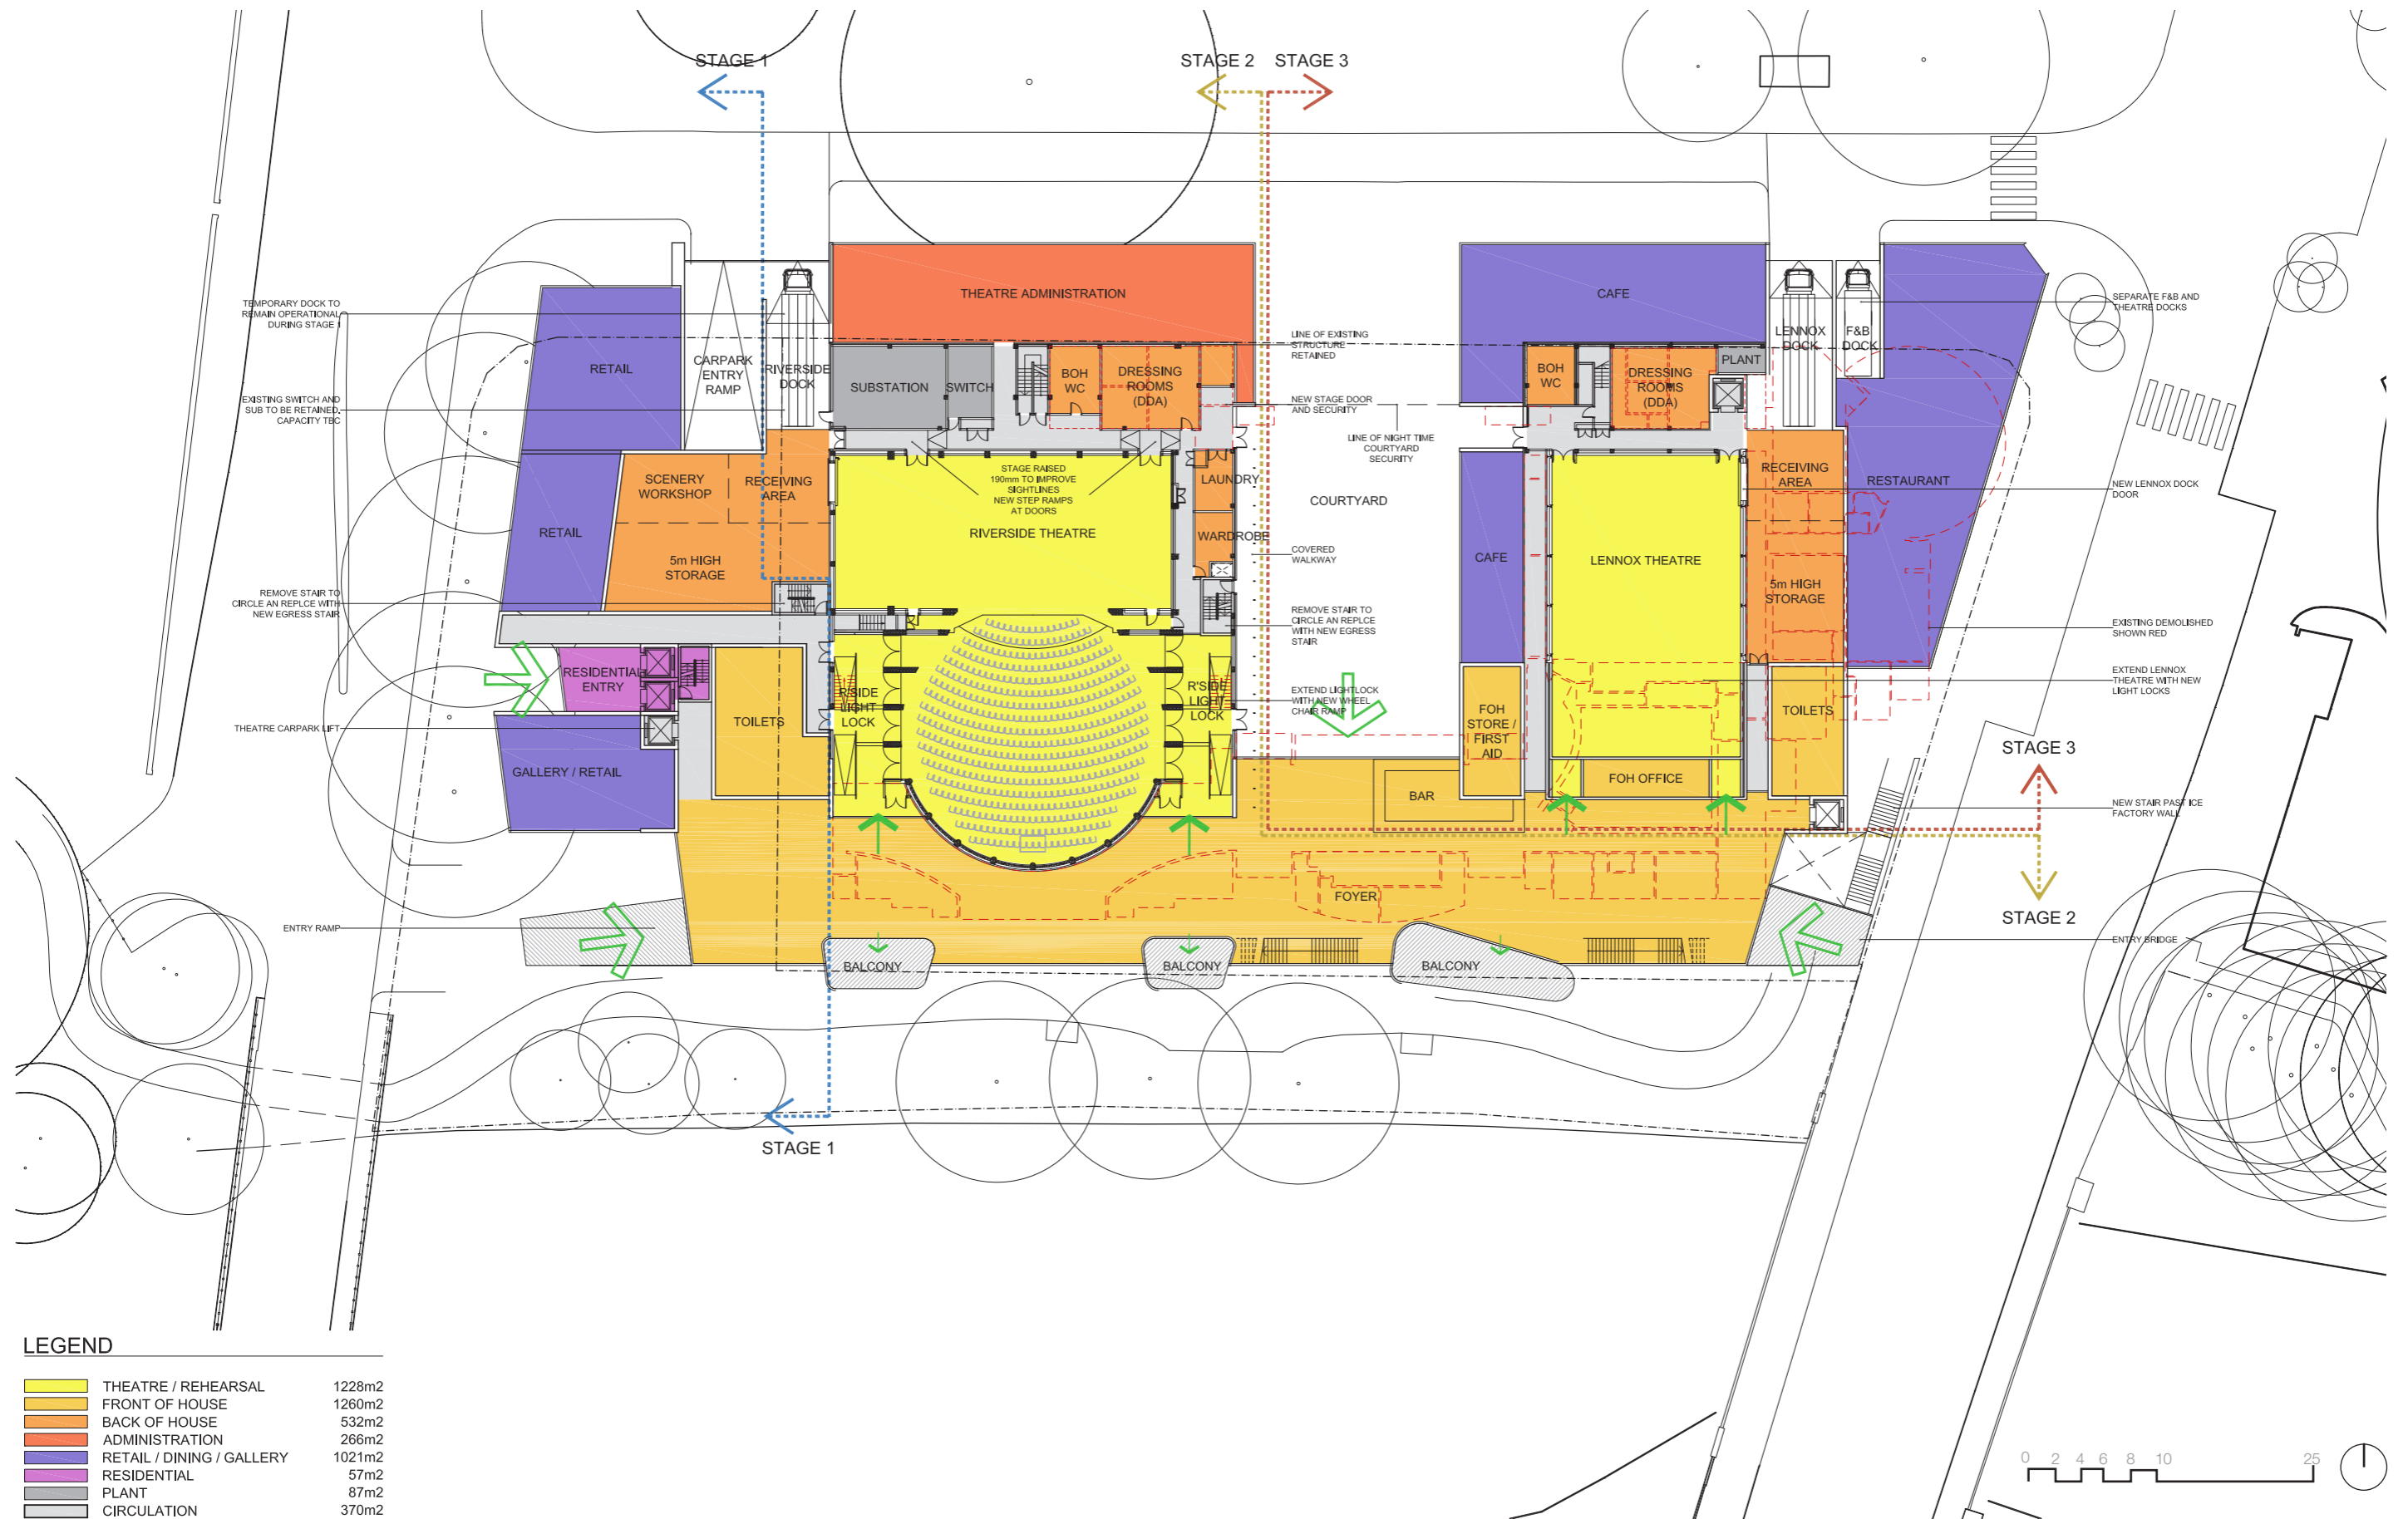 STAGE 1
STAGE 2
STAGE 3
TEMPORARY DOCK TO
REMAIN OPERATIONAL
DURING STAGE 1
EXISTING SWITCH AND
SUB TO BE RETAINED,
CAPACITY TBC
REMOVE STAIR TO
CIRCLE AN REPLCE WITH
NEW EGRESS STAIR
THEATRE CARPARK LIFT
ENTRY RAMP
RETAIL
CARPARK
ENTRY
RAMP
RIVERSIDE
DOCK
THEATRE ADMINISTRATION
SUBSTATION
SWITCH
BOH
WC
DRESSING
ROOMS
(DDA)
RETAIL
SCENERY
WORKSHOP
RECEIVING
AREA
5m HIGH
STORAGE
STAGE RAISED
190mm TO IMPROVE
SIGHTLINES
NEW STEP RAMPS
AT DOORS
RIVERSIDE THEATRE
LAUNDRY
WARDROBE
RESIDENTIAL
ENTRY
TOILETS
GALLERY / RETAIL
R'SIDE
LIGHT
LOCK
R'SIDE
LIGHT
LOCK
LINE OF EXISTING
STRUCTURE
RETAINED
NEW STAGE DOOR
AND SECURITY
LINE OF NIGHT TIME
COURTYARD
SECURITY
COURTYARD
COVERED
WALKWAY
REMOVE STAIR TO
CIRCLE AN REPLCE
WITH NEW EGRESS
STAIR
EXTEND LIGHTLOCK
WITH NEW WHEEL
CHAIR RAMP
CAFE
BOH
WC
DRESSING
ROOMS
(DDA)
PLANT
LENNOX
DOCK
F&B
DOCK
CAFE
LENNOX THEATRE
RECEIVING
AREA
5m HIGH
STORAGE
RESTAURANT
FOH
STORE /
FIRST
AID
FOH OFFICE
TOILETS
BAR
FOYER
BALCONY
BALCONY
BALCONY
SEPARATE F&B AND
THEATRE DOCKS
NEW LENNOX DOCK
DOOR
EXISTING DEMOLISHED
SHOWN RED
EXTEND LENNOX
THEATRE WITH NEW
LIGHT LOCKS
STAGE 3
NEW STAIR PAST ICE
FACTORY WALL
STAGE 2
ENTRY BRIDGE
STAGE 1
LEGEND
THEATRE / REHEARSAL 1228m2
FRONT OF HOUSE 1260m2
BACK OF HOUSE 532m2
ADMINISTRATION 266m2
RETAIL / DINING / GALLERY 1021m2
RESIDENTIAL 57m2
PLANT 87m2
CIRCULATION 370m2
0 2 4 6 8 10 25